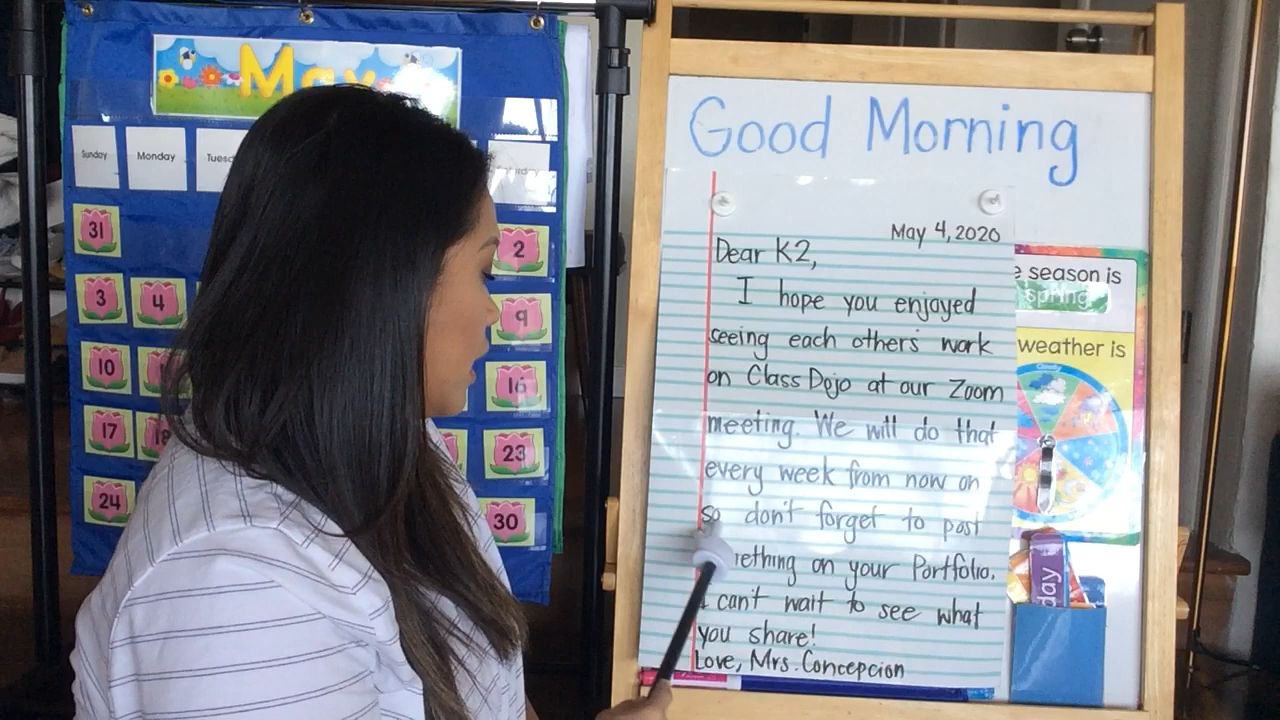 May
Sunday Monday
31 2
3 4 9
10 16
17 18 23
24 30
Good Morning
May 4, 2020
Dear K2,
I hope you enjoyed
seeing each others' work
on Class Dojo at our Zoom
meeting. We will do that
every week from now on
so don't forget to post
on your Portfolio.
I can't wait to see what
you share!
Love, Mrs. Concepcion
season is
spring
weather is
Cloudy
day